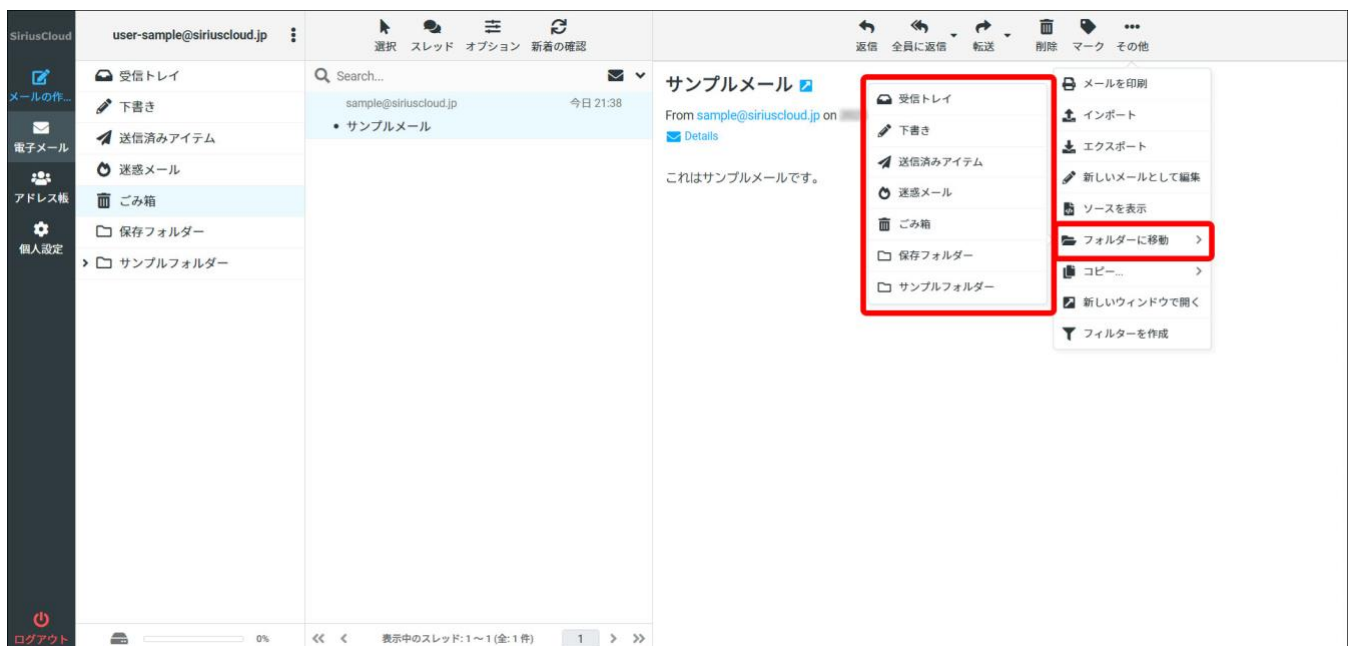 SiriusCloud
メールの作...
電子メール
アドレス帳
個人設定
ログアウト
user-sample@siriuscloud.jp
受信トレイ
下書き
送信済みアイテム
迷惑メール
ごみ箱
保存フォルダー
サンプルフォルダー
0%
選択 スレッド オプション 新着の確認
Search...
sample@siriuscloud.jp 今日 21:38
サンプルメール
表示中のスレッド: 1 〜 1 (全: 1 件) 1
返信 全員に返信 転送 削除 マーク その他
サンプルメール
From sample@siriuscloud.jp on
Details
これはサンプルメールです。
受信トレイ
下書き
送信済みアイテム
迷惑メール
ごみ箱
保存フォルダー
サンプルフォルダー
メールを印刷
インポート
エクスポート
新しいメールとして編集
ソースを表示
フォルダーに移動
コピー...
新しいウィンドウで開く
フィルターを作成